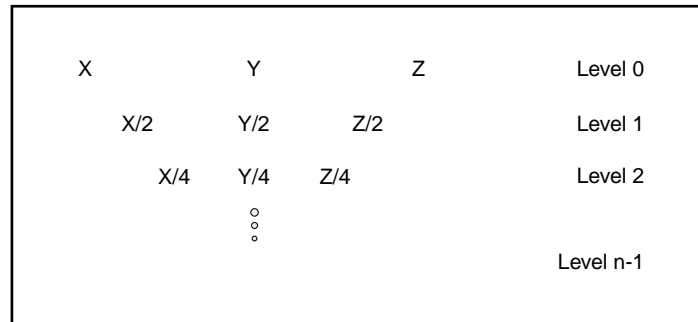 X Y Z Level 0
X/2 Y/2 Z/2 Level 1
X/4 Y/4 Z/4 Level 2
Level n-1